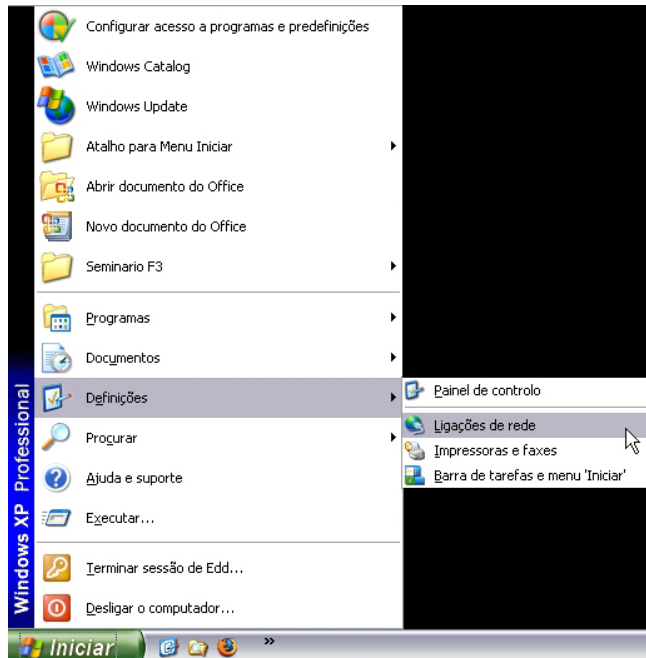 Configurar acesso a programas e predefinições
Windows Catalog
Windows Update
Atalho para Menu Iniciar
Abrir documento do Office
Novo documento do Office
Seminario F3
Programas
Documentos
Definições
Procurar
Ajuda e suporte
Executar...
Terminar sessão de Edd...
Desligar o computador...
Painel de controlo
Ligações de rede
Impressoras e faxes
Barra de tarefas e menu 'Iniciar'
Windows XP Professional
Iniciar
»